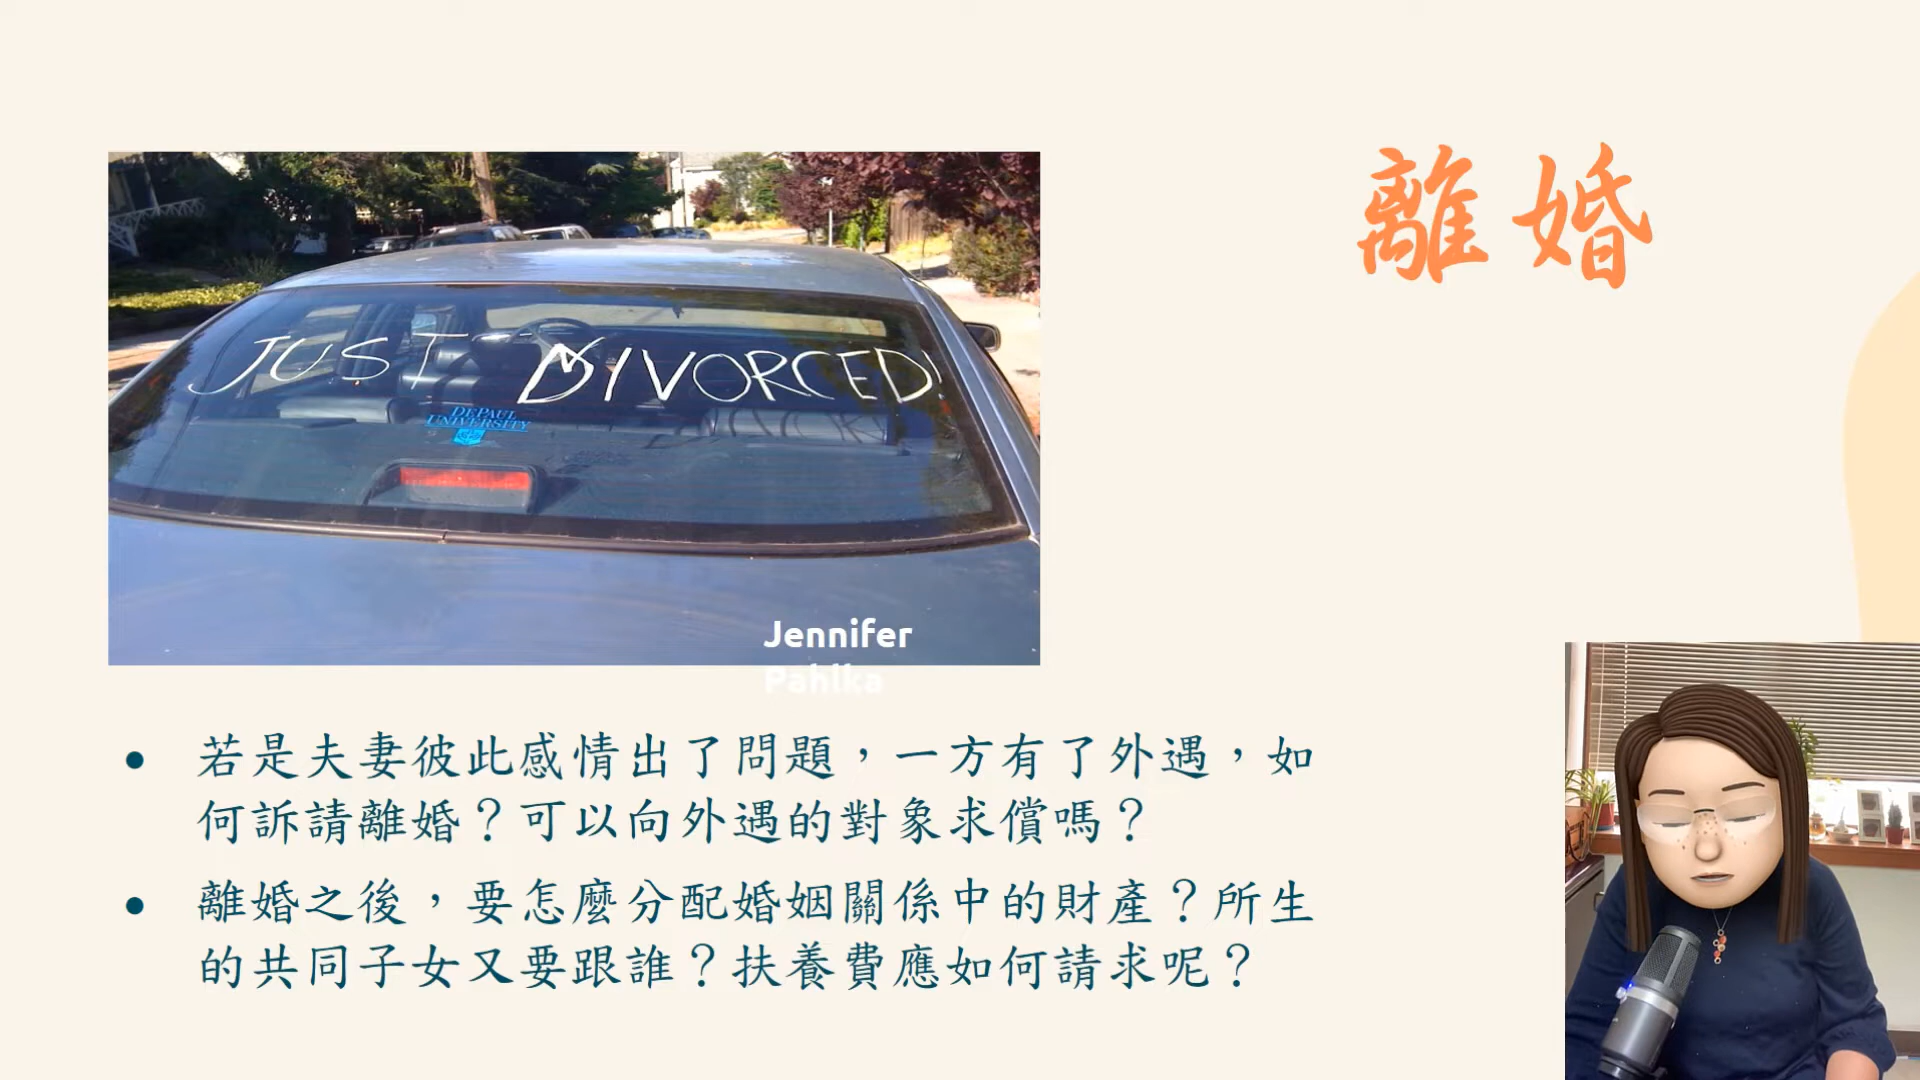 離婚
JUST DIVORCED!
DEPAUL
UNIVERSITY
Jennifer
Pahlka
• 若是夫妻彼此感情出了問題，一方有了外遇，如
何訴請離婚？可以向外遇的對象求償嗎？
• 離婚之後，要怎麼分配婚姻關係中的財產？所生
的共同子女又要跟誰？扶養費應如何請求呢？